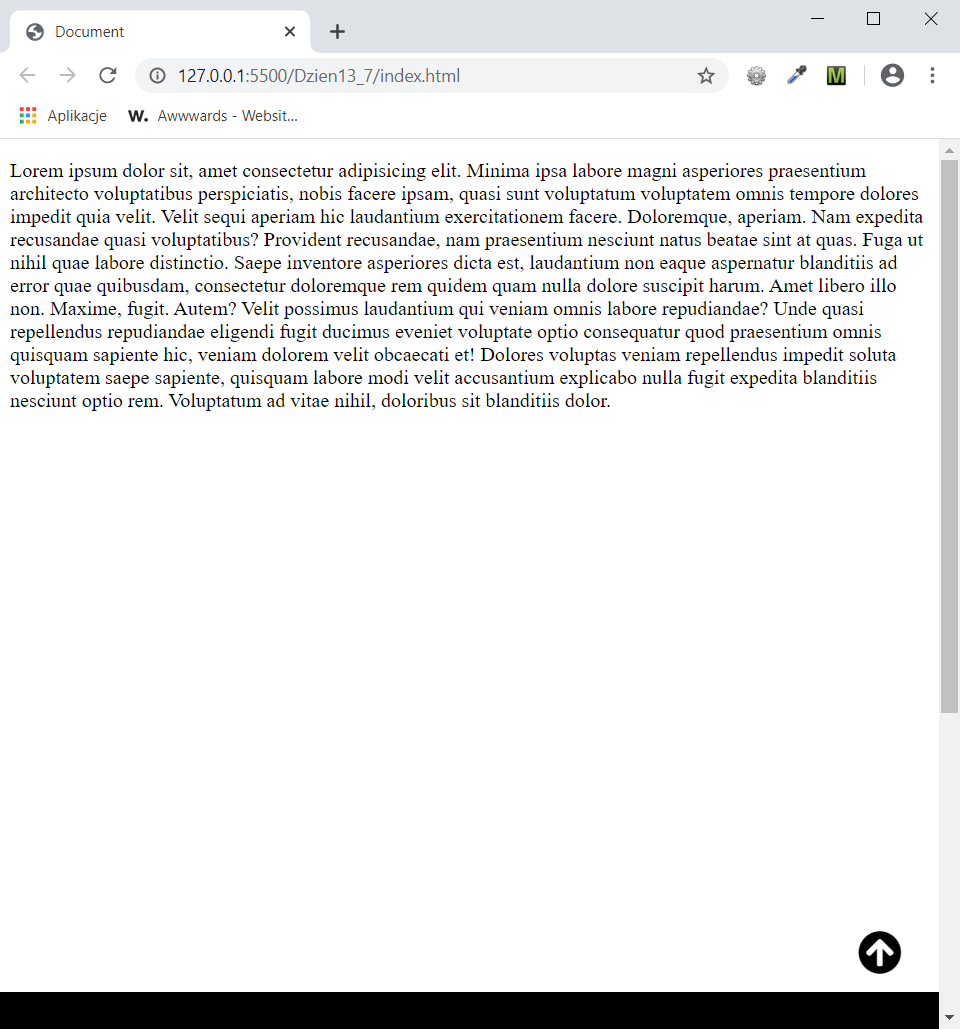 Document
127.0.0.1:5500/Dzien13_7/index.html
M
Aplikacje
W. Awwwards - Websit...
Lorem ipsum dolor sit, amet consectetur adipisicing elit. Minima ipsa labore magni asperiores praesentium
architecto voluptatibus perspiciatis, nobis facere ipsam, quasi sunt voluptatum voluptatem omnis tempore dolores
impedit quia velit. Velit sequi aperiam hic laudantium exercitationem facere. Doloremque, aperiam. Nam expedita
recusandae quasi voluptatibus? Provident recusandae, nam praesentium nesciunt natus beatae sint at quas. Fuga ut
nihil quae labore distinctio. Saepe inventore asperiores dicta est, laudantium non eaque aspernatur blanditiis ad
error quae quibusdam, consectetur doloremque rem quidem quam nulla dolore suscipit harum. Amet libero illo
non. Maxime, fugit. Autem? Velit possimus laudantium qui veniam omnis labore repudiandae? Unde quasi
repellendus repudiandae eligendi fugit ducimus eveniet voluptate optio consequatur quod praesentium omnis
quisquam sapiente hic, veniam dolorem velit obcaecati et! Dolores voluptas veniam repellendus impedit soluta
voluptatem saepe sapiente, quisquam labore modi velit accusantium explicabo nulla fugit expedita blanditiis
nesciunt optio rem. Voluptatum ad vitae nihil, doloribus sit blanditiis dolor.